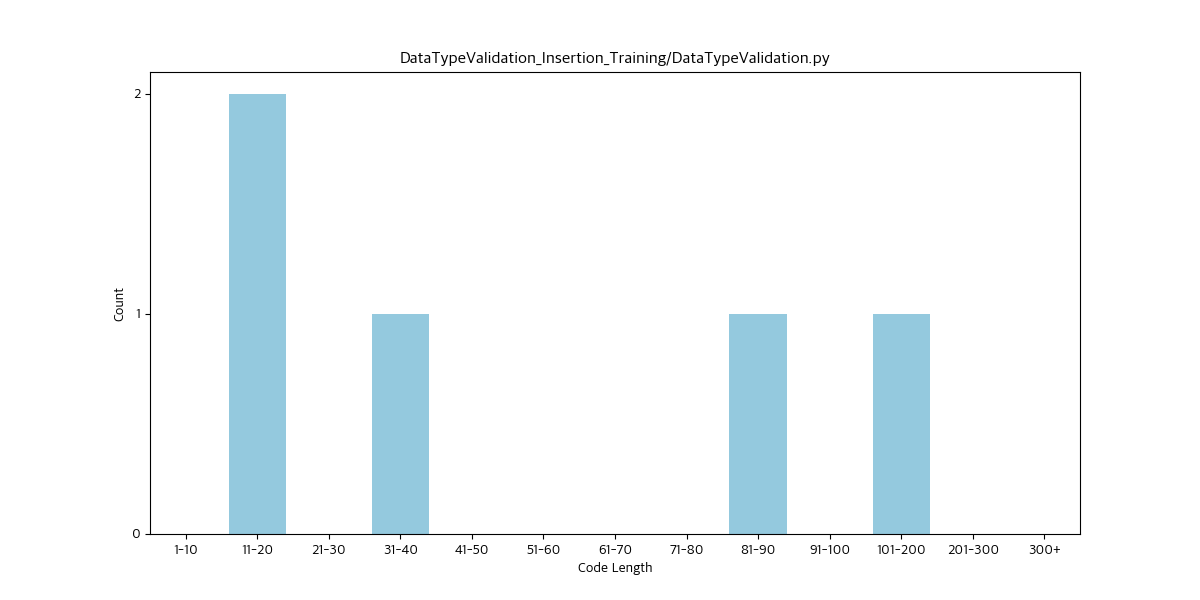 DataTypeValidation_Insertion_Training/DataTypeValidation.py
2
1
0
Count
1-10 11-20 21-30 31-40 41-50 51-60 61-70 71-80 81-90 91-100 101-200 201-300 300+
Code Length